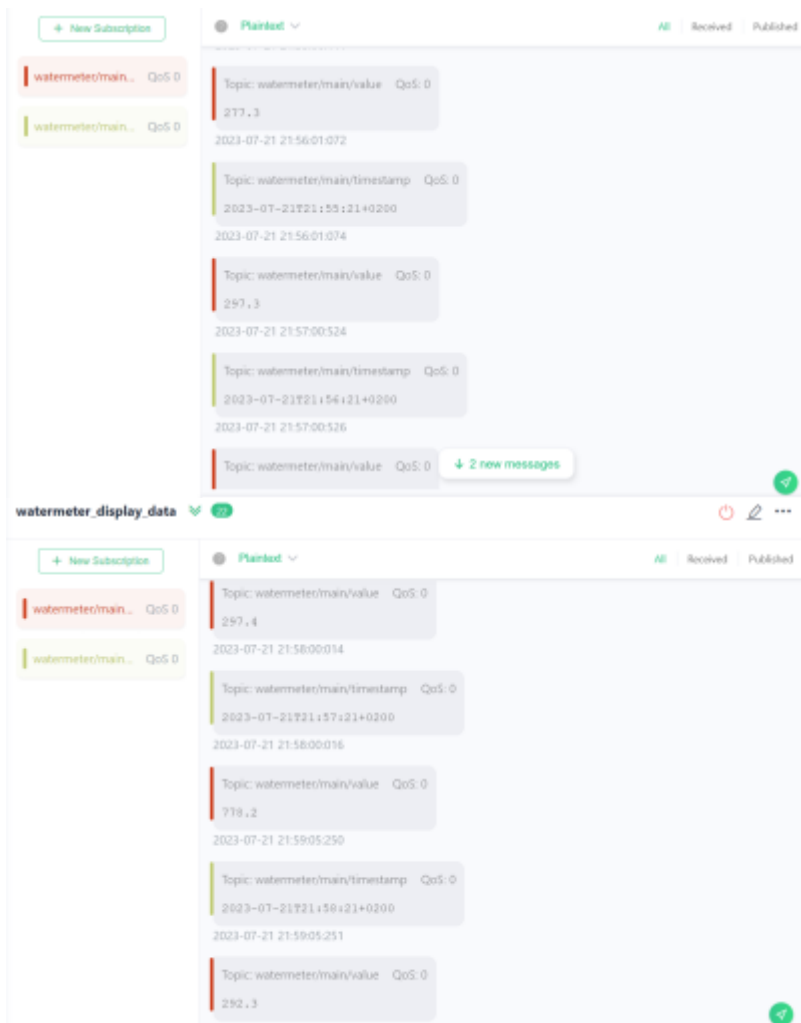 + New Subscription
Plaintext
All Received Published
watermeter/main... QoS 0
watermeter/main... QoS 0
Topic: watermeter/main/value QoS: 0
277.3
2023-07-21 21:56:01:072
Topic: watermeter/main/timestamp QoS: 0
2023-07-21T21:55:21+0200
2023-07-21 21:56:01:074
Topic: watermeter/main/value QoS: 0
297.3
2023-07-21 21:57:00:524
Topic: watermeter/main/timestamp QoS: 0
2023-07-21T21:56:21+0200
2023-07-21 21:57:00:526
Topic: watermeter/main/value QoS: 0
↓ 2 new messages
watermeter_display_data 22
+ New Subscription
Plaintext
All Received Published
watermeter/main... QoS 0
watermeter/main... QoS 0
Topic: watermeter/main/value QoS: 0
297.4
2023-07-21 21:58:00:014
Topic: watermeter/main/timestamp QoS: 0
2023-07-21T21:57:21+0200
2023-07-21 21:58:00:016
Topic: watermeter/main/value QoS: 0
778.2
2023-07-21 21:59:05:250
Topic: watermeter/main/timestamp QoS: 0
2023-07-21T21:58:21+0200
2023-07-21 21:59:05:251
Topic: watermeter/main/value QoS: 0
292.3